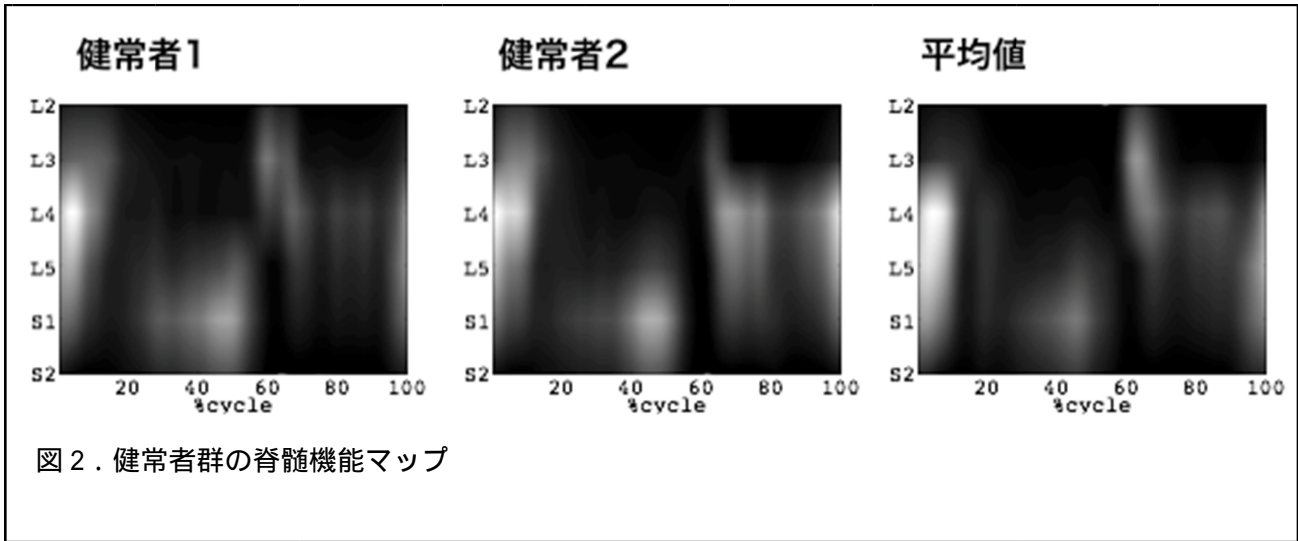 健常者1 健常者2 平均値
L2 L2 L2
L3 L3 L3
L4 L4 L4
L5 L5 L5
S1 S1 S1
S2 S2 S2
20 40 60 80 100 20 40 60 80 100 20 40 60 80 100
%cycle %cycle %cycle
図2．健常者群の脊髄機能マップ